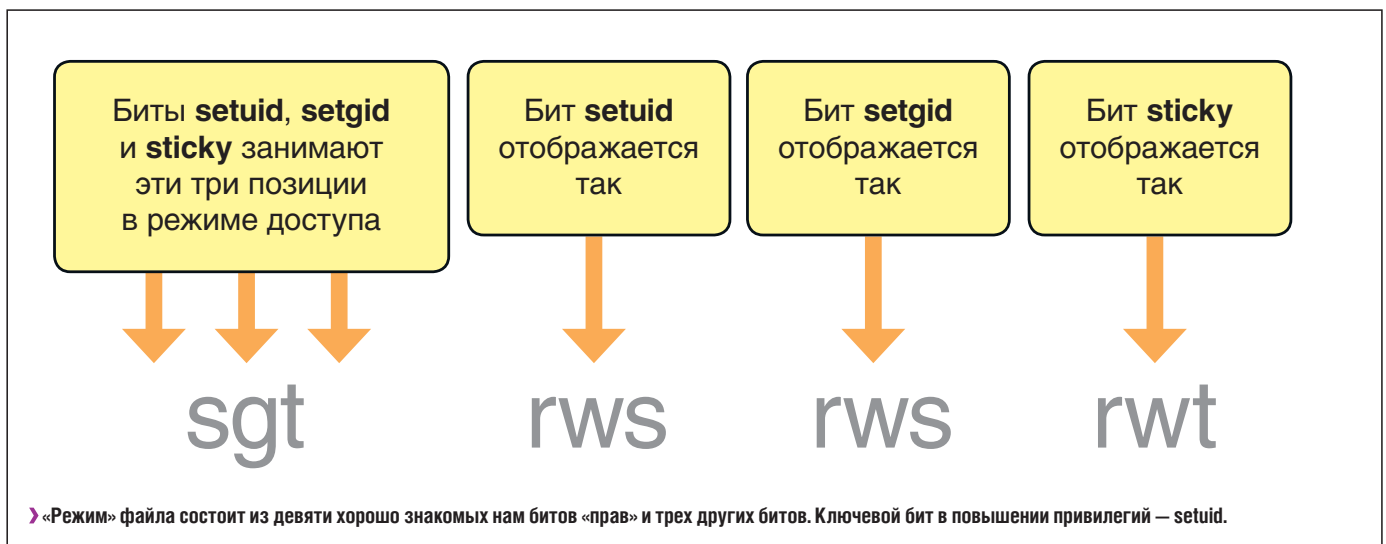 Биты setuid, setgid
и sticky занимают
эти три позиции
в режиме доступа
Бит setuid
отображается
так
Бит setgid
отображается
так
Бит sticky
отображается
так
sgt
rws
rws
rwt
«Режим» файла состоит из девяти хорошо знакомых нам битов «прав» и трех других битов. Ключевой бит в повышении привилегий — setuid.